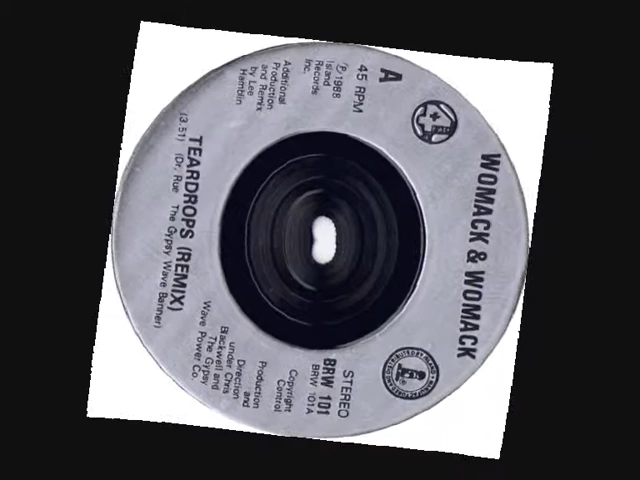 WOMACK & WOMACK
A
45 RPM
℗ 1988
Island
Records
Inc.
Additional
Production
and Remix
by Lee
Hamblin
STEREO
BRW 101
BRW 101A
Copyright
Control
Production
and
Direction
under Chris
Blackwell and
The Gypsy
Wave Power Co.
TEARDROPS (REMIX)
(3.51) (Dr. Rue The Gypsy Wave Banner)